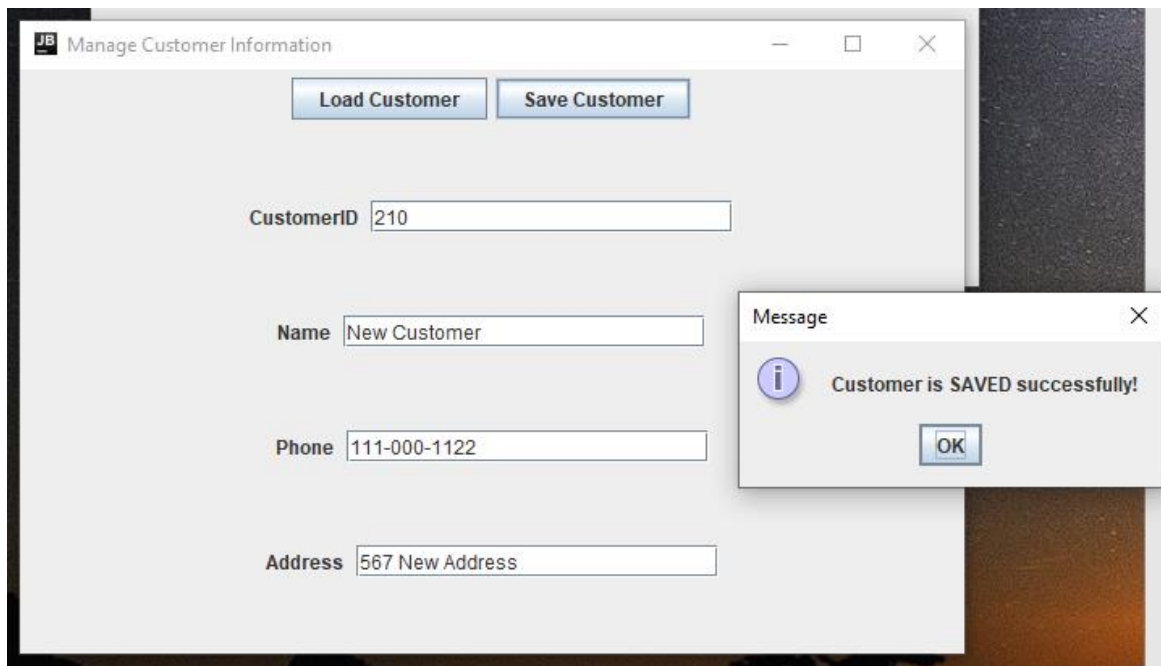 JB Manage Customer Information
Load Customer Save Customer
CustomerID 210
Name New Customer
Phone 111-000-1122
Address 567 New Address
Message
i
Customer is SAVED successfully!
OK